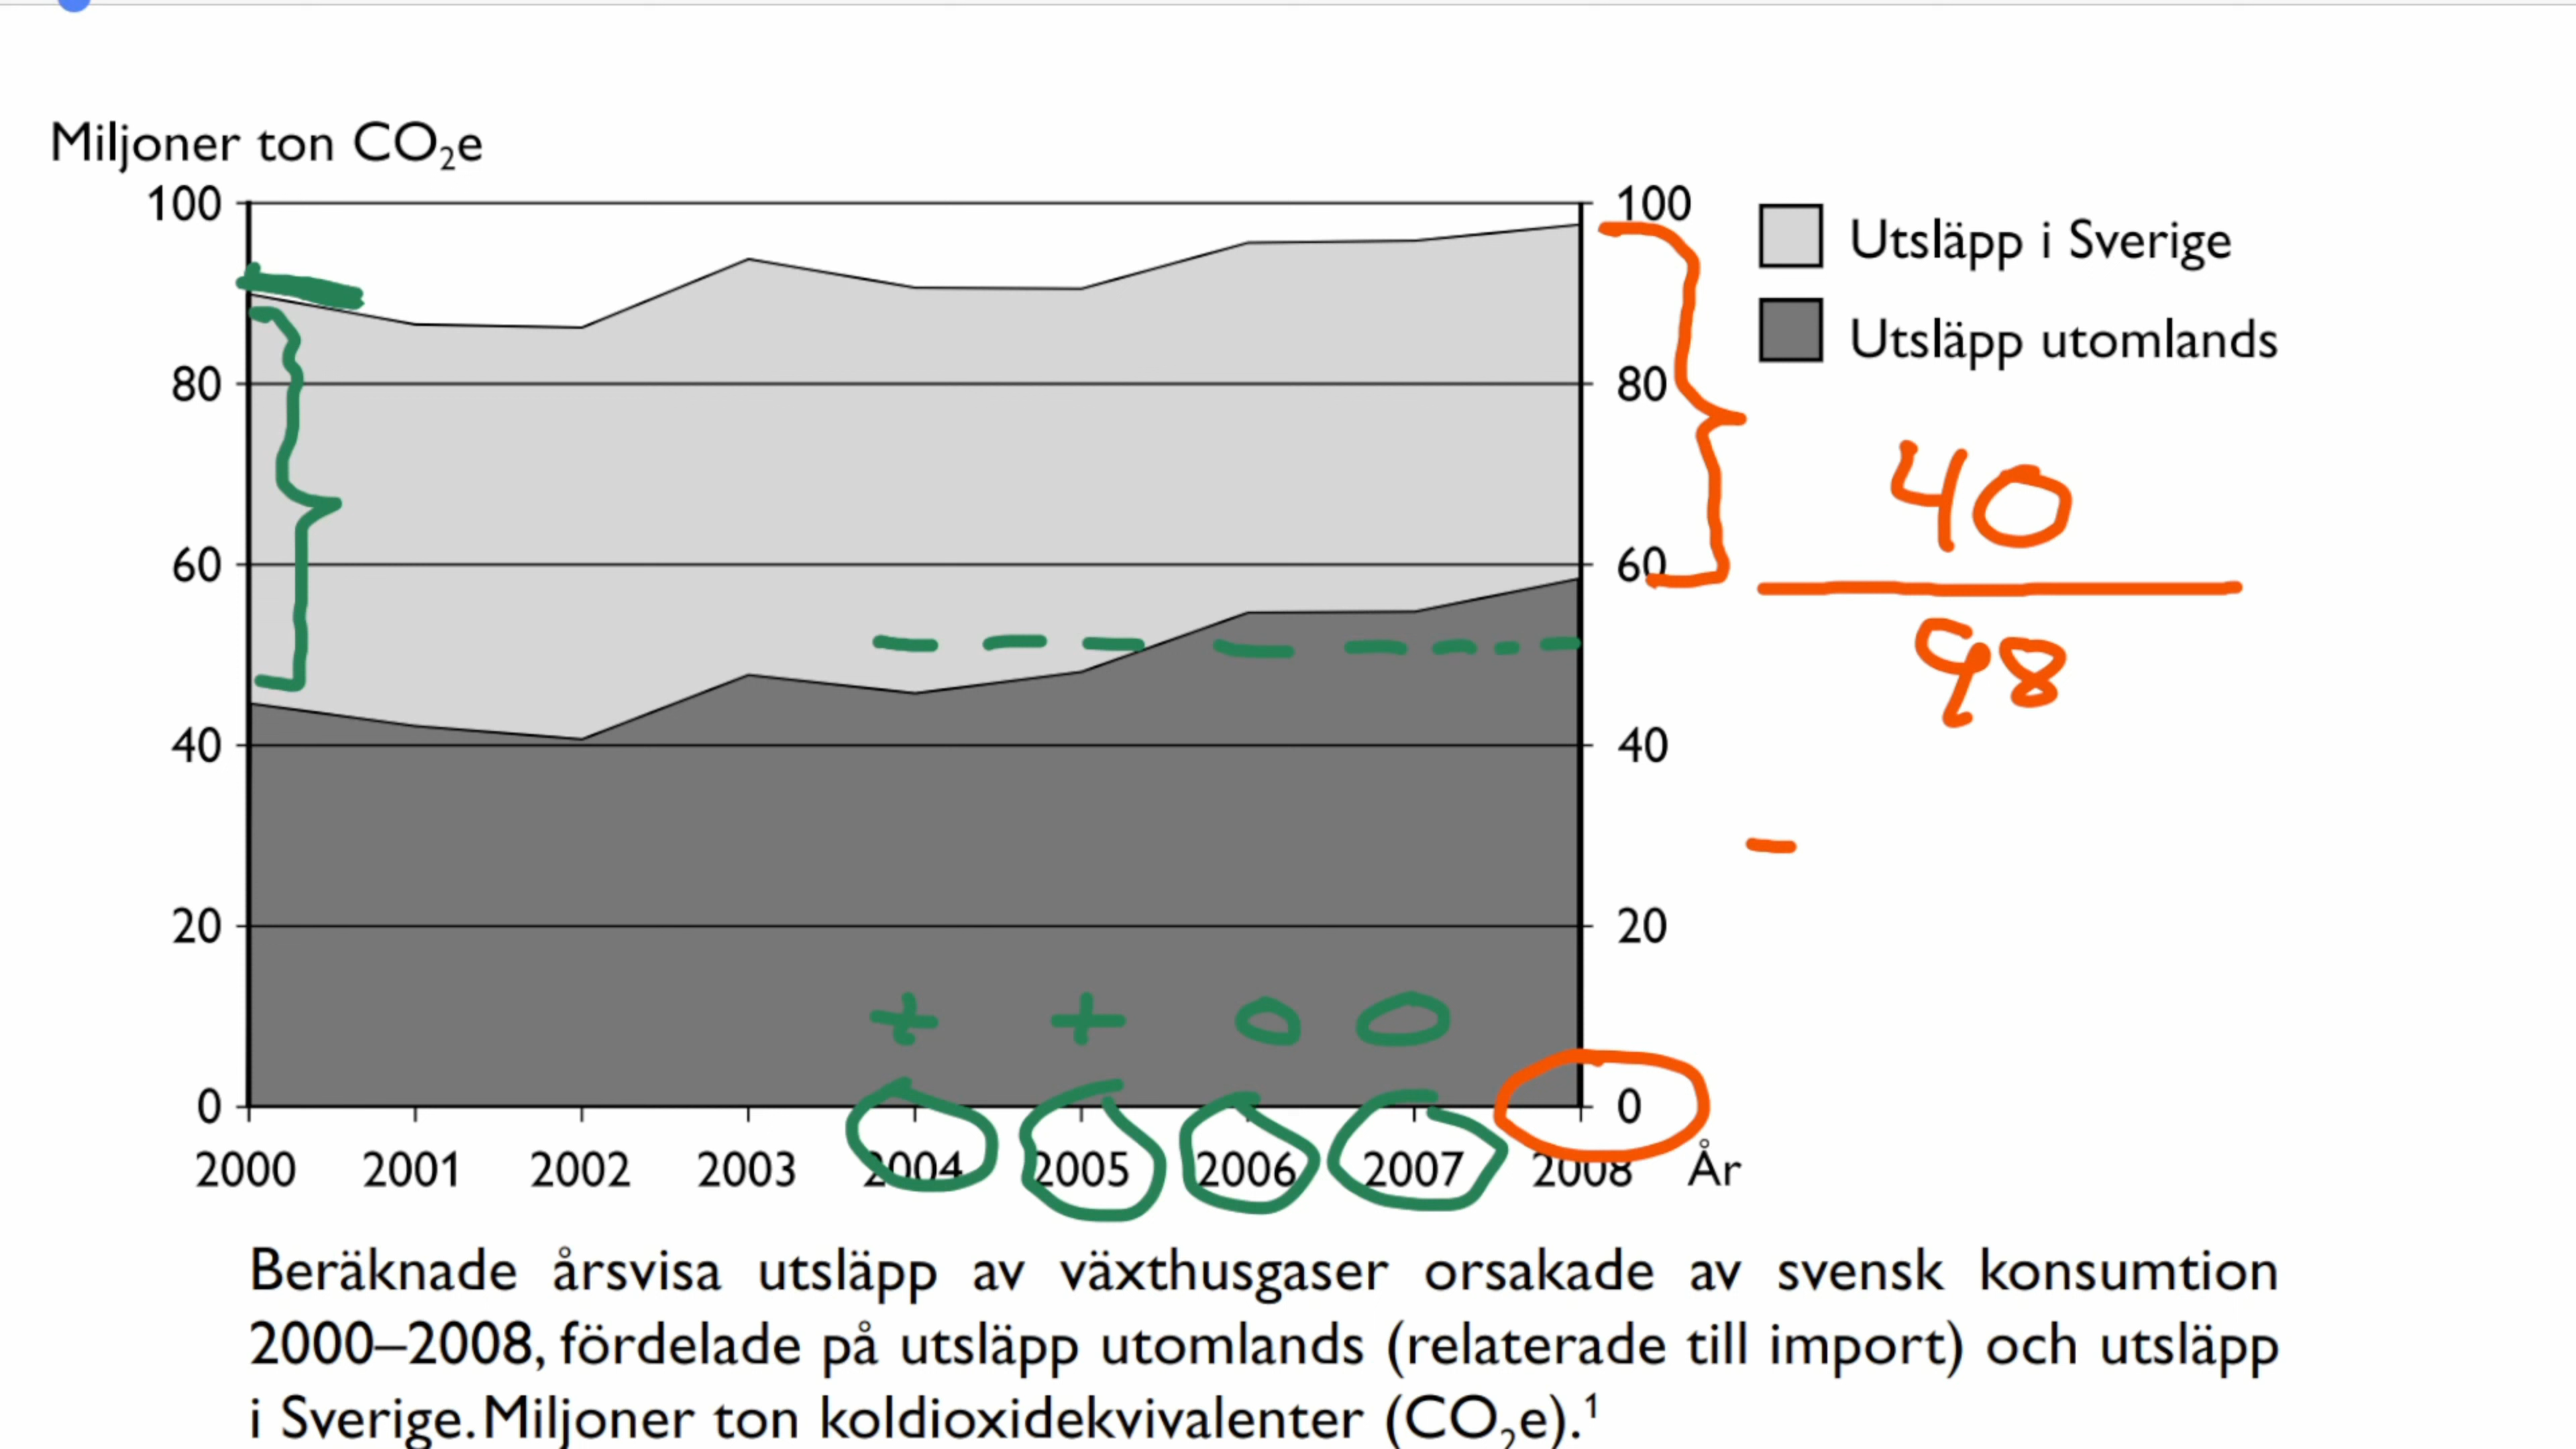 Miljoner ton CO₂e
100
80
60
40
20
0
100
80
60
40
20
0
Utsläpp i Sverige
Utsläpp utomlands
40
98
+ + 0 0
2000 2001 2002 2003 2004 2005 2006 2007 2008 År
Beräknade årsvisa utsläpp av växthusgaser orsakade av svensk konsumtion
2000–2008, fördelade på utsläpp utomlands (relaterade till import) och utsläpp
i Sverige. Miljoner ton koldioxidekvivalenter (CO₂e).¹